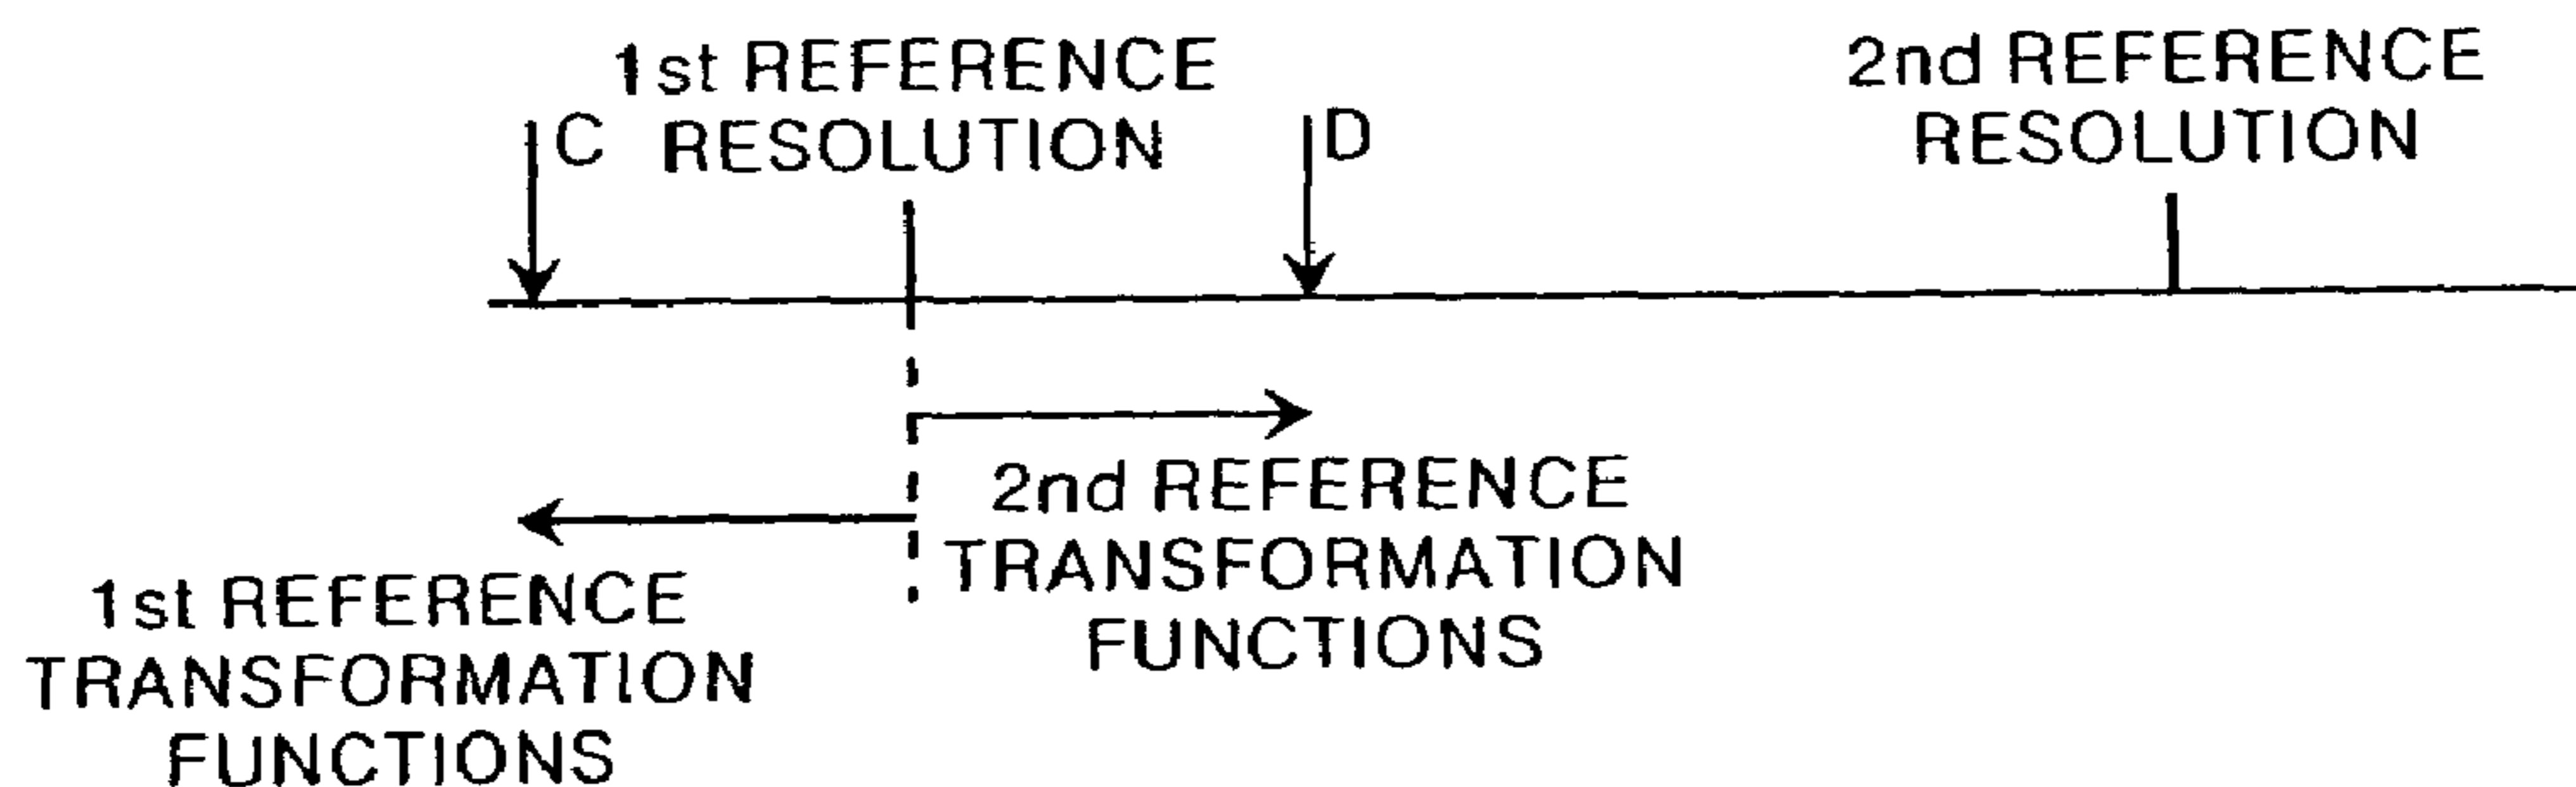 1st REFERENCE
RESOLUTION
C
D
2nd REFERENCE
RESOLUTION
2nd REFERENCE
TRANSFORMATION
FUNCTIONS
1st REFERENCE
TRANSFORMATION
FUNCTIONS